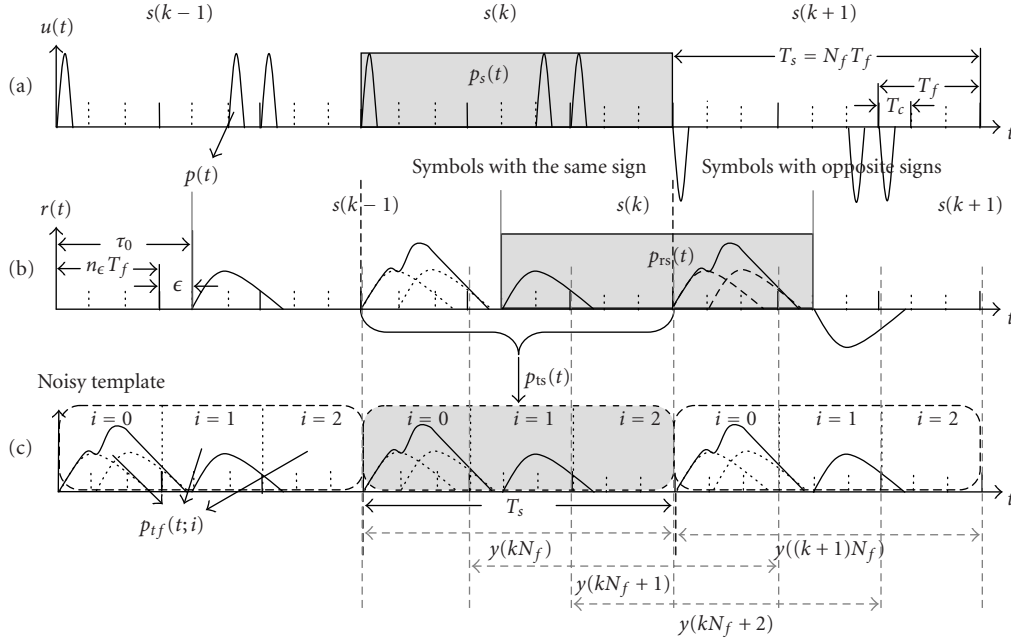 s(k − 1) s(k) s(k + 1)
u(t)
(a)
p_s(t)
T_s = N_f T_f
T_f
T_c
t
p(t)
Symbols with the same sign Symbols with opposite signs
r(t)
s(k − 1) s(k) s(k + 1)
τ_0
(b)
n_ϵ T_f
ϵ
p_rs(t)
t
p_ts(t)
Noisy template
i = 0 i = 1 i = 2 i = 0 i = 1 i = 2 i = 0 i = 1 i = 2
(c)
t
p_tf(t; i)
T_s
y(kN_f) y((k + 1)N_f)
y(kN_f + 1)
y(kN_f + 2)